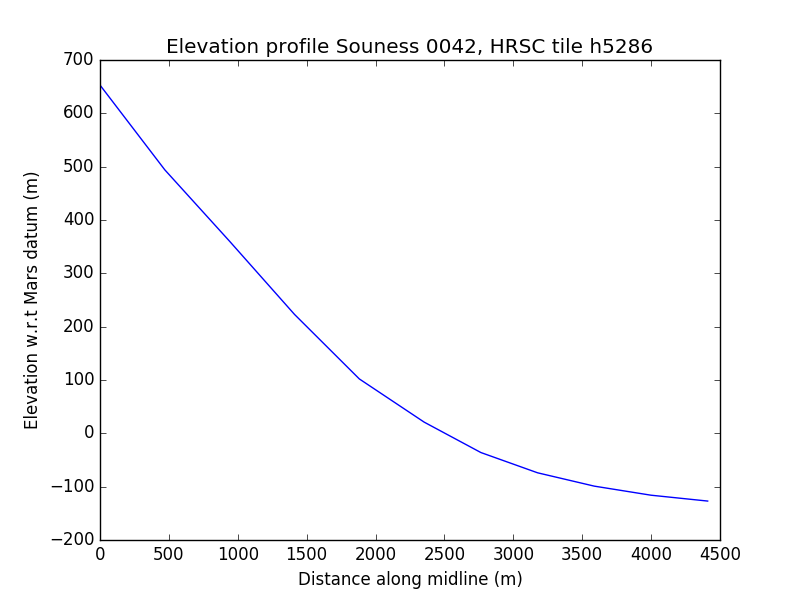 Elevation profile Souness 0042, HRSC tile h5286
700
600
500
400
300
200
100
0
−100
−200
Elevation w.r.t Mars datum (m)
0 500 1000 1500 2000 2500 3000 3500 4000 4500
Distance along midline (m)